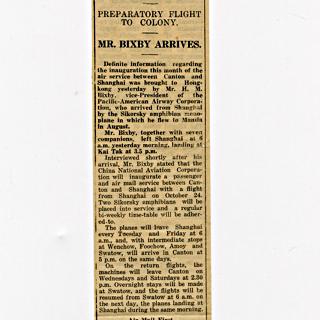 PREPARATORY FLIGHT
TO COLONY.
MR. BIXBY ARRIVES.
Definite information regarding
the inauguration this month of the
air service between Canton and
Shanghai was brought to Hong-
kong yesterday by Mr. H. M.
Bixby, vice-President of the
Pacific-American Airway Corpora-
tion, who arrived from Shanghai
by the Sikorsky amphibian mono-
plane in which he flew to Manila
in August.
Mr. Bixby, together with seven
companions, left Shanghai at 6
a.m. yesterday morning, landing at
Kai Tak at 3.5 p.m.
Interviewed shortly after his
arrival, Mr. Bixby stated that the
China National Aviation Corpora-
tion will inaugurate a passenger
and air mail service between Can-
ton and Shanghai with a flight
from Shanghai on October 24.
Two Sikorsky amphibians will be
placed into service and a regular
bi-weekly time-table will be adher-
ed to.
The planes will leave Shanghai
every Tuesday and Friday at 6
a.m., and, with intermediate stops
at Wenchow, Foochow, Amoy and
Swatow, will arrive in Canton at
5 p.m. on the same days.
On the return flights, the
machines will leave Canton on
Wednesdays and Saturdays at 2.30
p.m. Overnight stays will be made
at Swatow, and the flights will be
resumed from Swatow at 6 a.m. on
the next day, the planes landing at
Shanghai during the same morning.
Air Mail First.